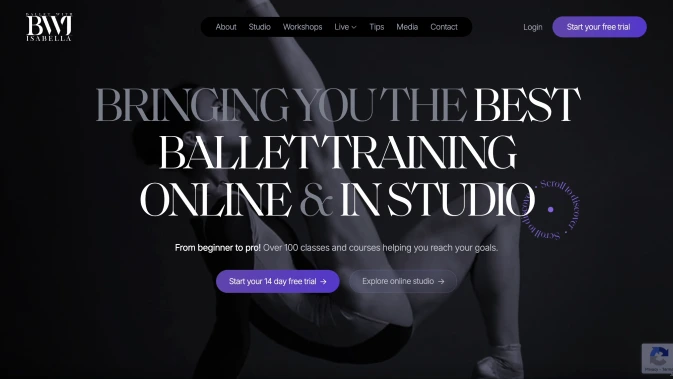 BALLET WITH
BWI
ISABELLA
About Studio Workshops Live Tips Media Contact
Login
Start your free trial
BRINGING YOU THE BEST
BALLET TRAINING
ONLINE & IN STUDIO
Scroll to discover • Scroll to discover •
From beginner to pro! Over 100 classes and courses helping you reach your goals.
Start your 14 day free trial →
Explore online studio →